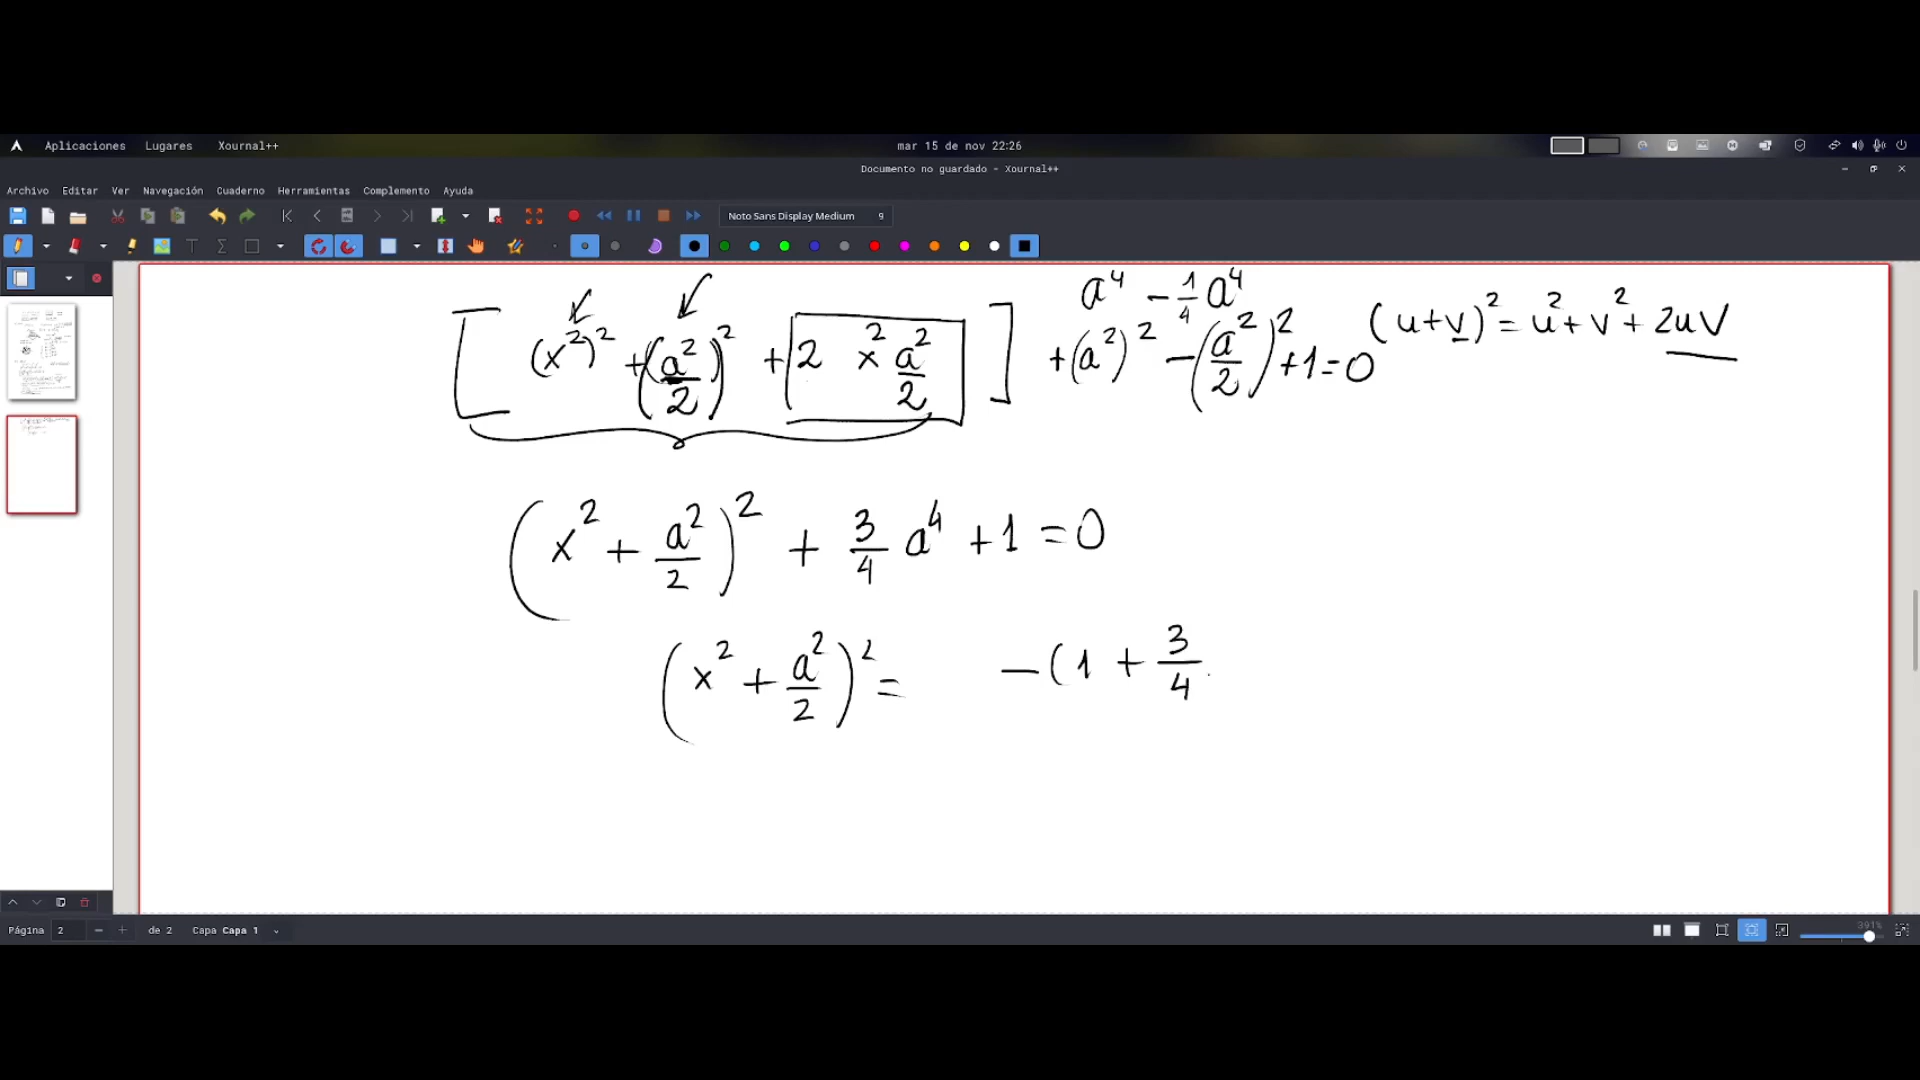 Aplicaciones Lugares Xournal++ mar 15 de nov 22:26
Documento no guardado - Xournal++
Archivo Editar Ver Navegación Cuaderno Herramientas Complemento Ayuda
Noto Sans Display Medium 9
a⁴ - 1/4 a⁴
[ (x²)² + (a²/2)² + 2 x² a²/2 ] + (a²)² - (a²/2)² + 1 = 0 (u+v)² = u² + v² + 2uv
(x² + a²/2)² + 3/4 a⁴ + 1 = 0
(x² + a²/2)² = - (1 + 3/4
Página 2 de 2 Capa Capa 1 391%